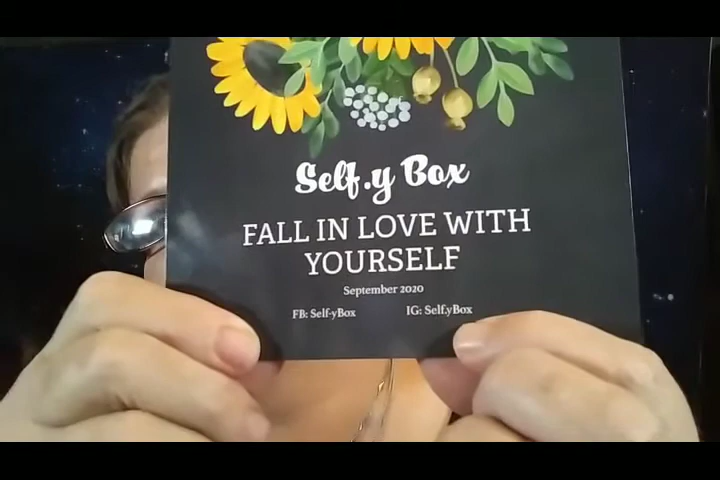 Self.y Box
FALL IN LOVE WITH
YOURSELF
September 2020
FB: Self-yBox IG: Self.yBox